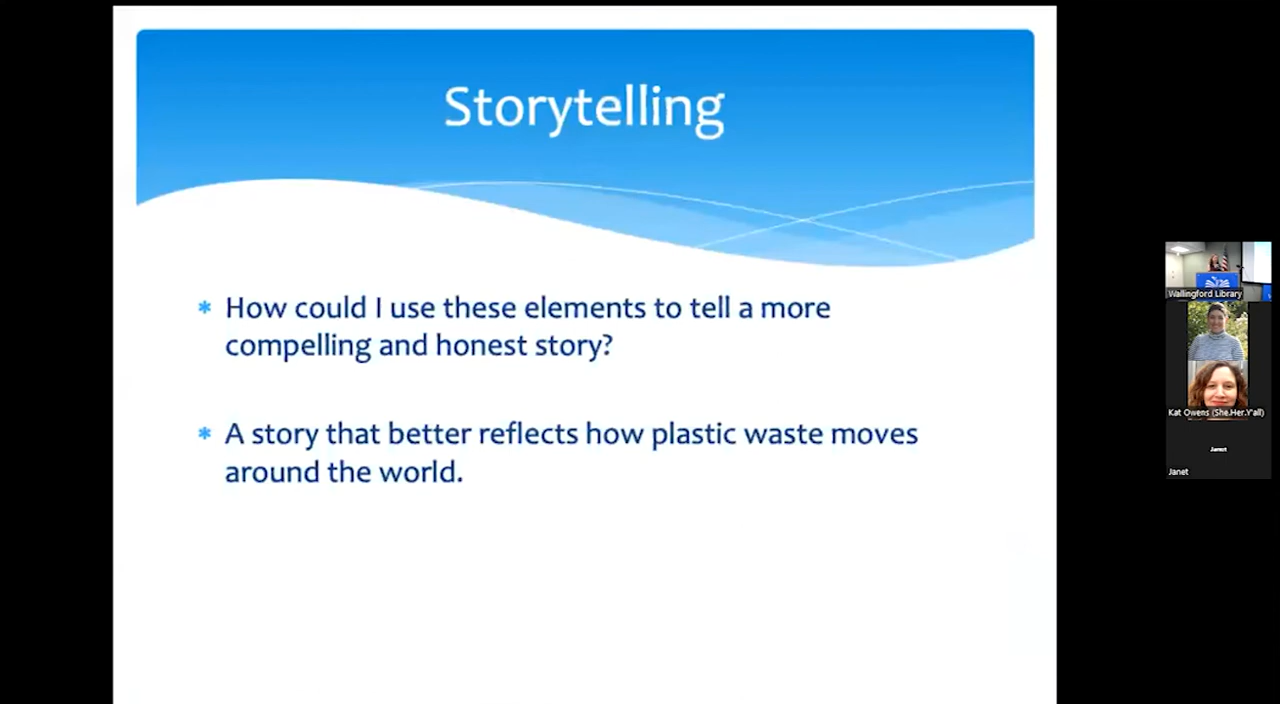 Storytelling
* How could I use these elements to tell a more
compelling and honest story?
* A story that better reflects how plastic waste moves
around the world.
Wallingford Library
Kat Owens (She.Her.Y'all)
Janet
Janet